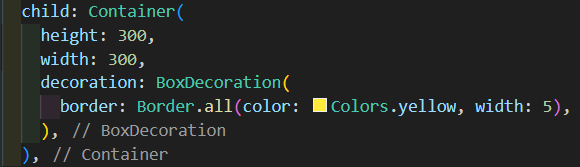 child: Container(
height: 300,
width: 300,
decoration: BoxDecoration(
border: Border.all(color: Colors.yellow, width: 5),
), // BoxDecoration
), // Container